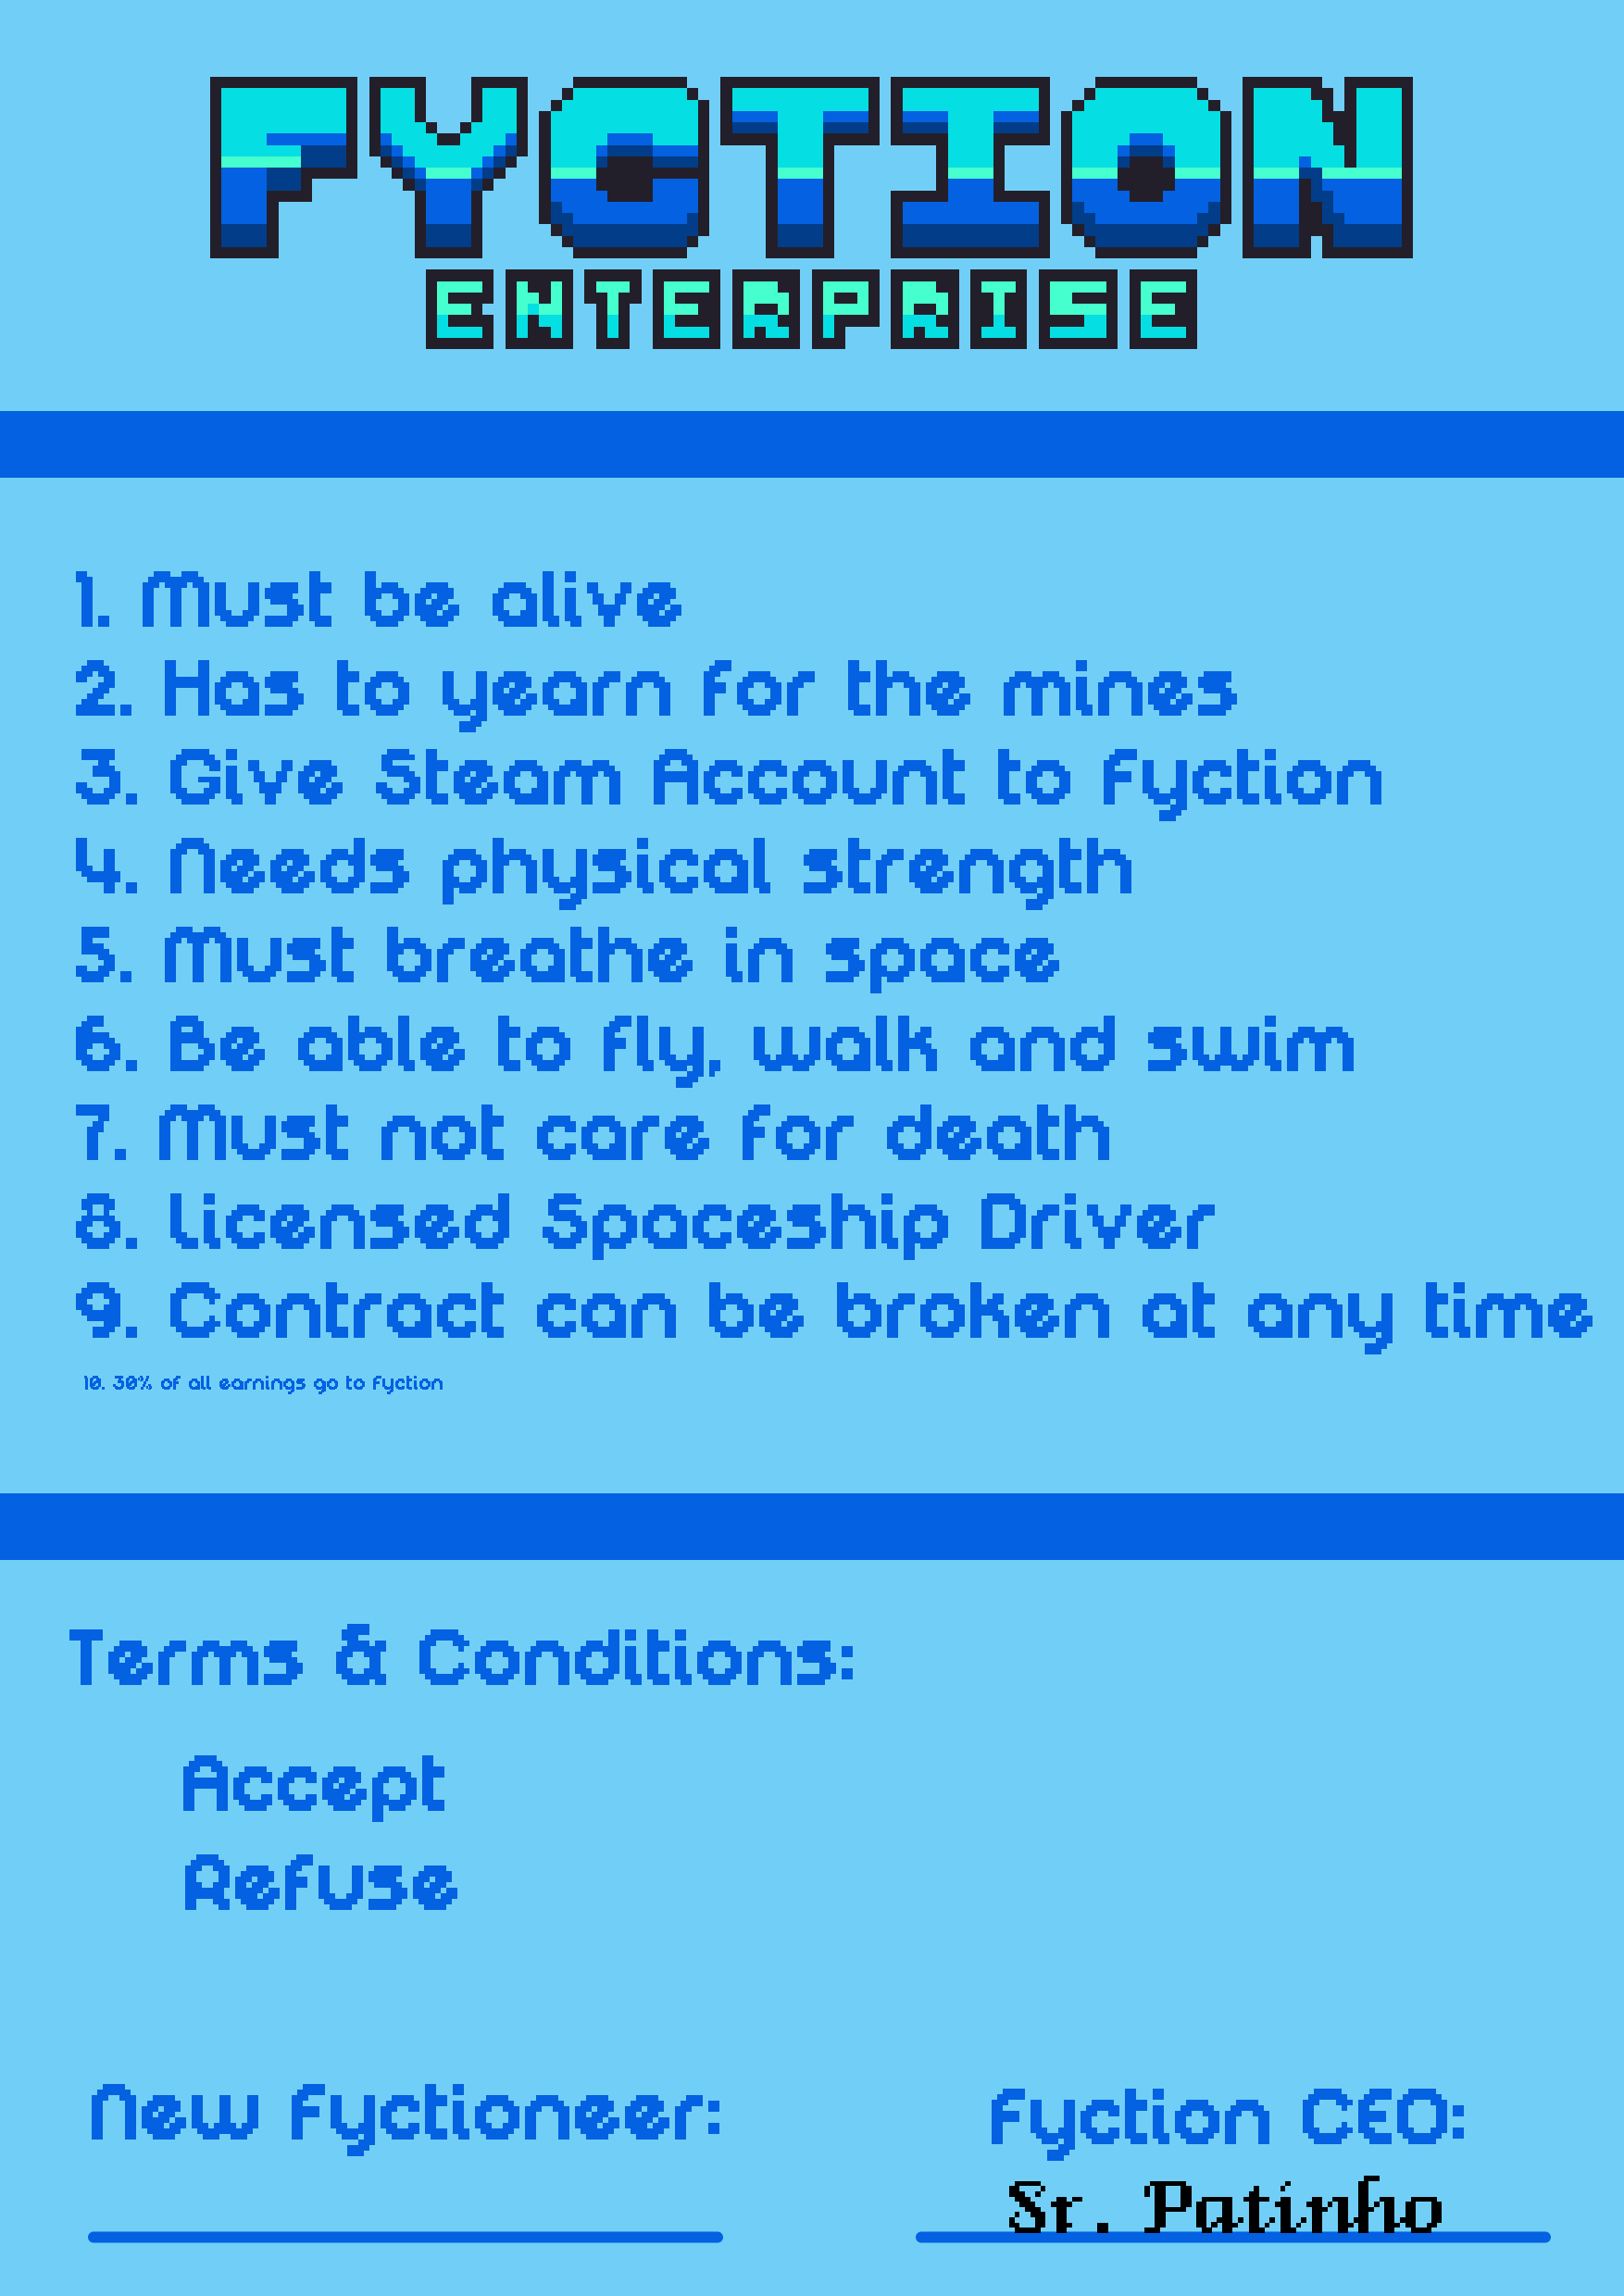 FYCTION
ENTERPRISE
1. Must be alive
2. Has to yearn for the mines
3. Give Steam Account to Fyction
4. Needs physical strength
5. Must breathe in space
6. Be able to fly, walk and swim
7. Must not care for death
8. Licensed Spaceship Driver
9. Contract can be broken at any time
10. 30% of all earnings go to Fyction
Terms & Conditions:
Accept
Refuse
New Fyctioneer:
Fyction CEO:
Sr. Patinho